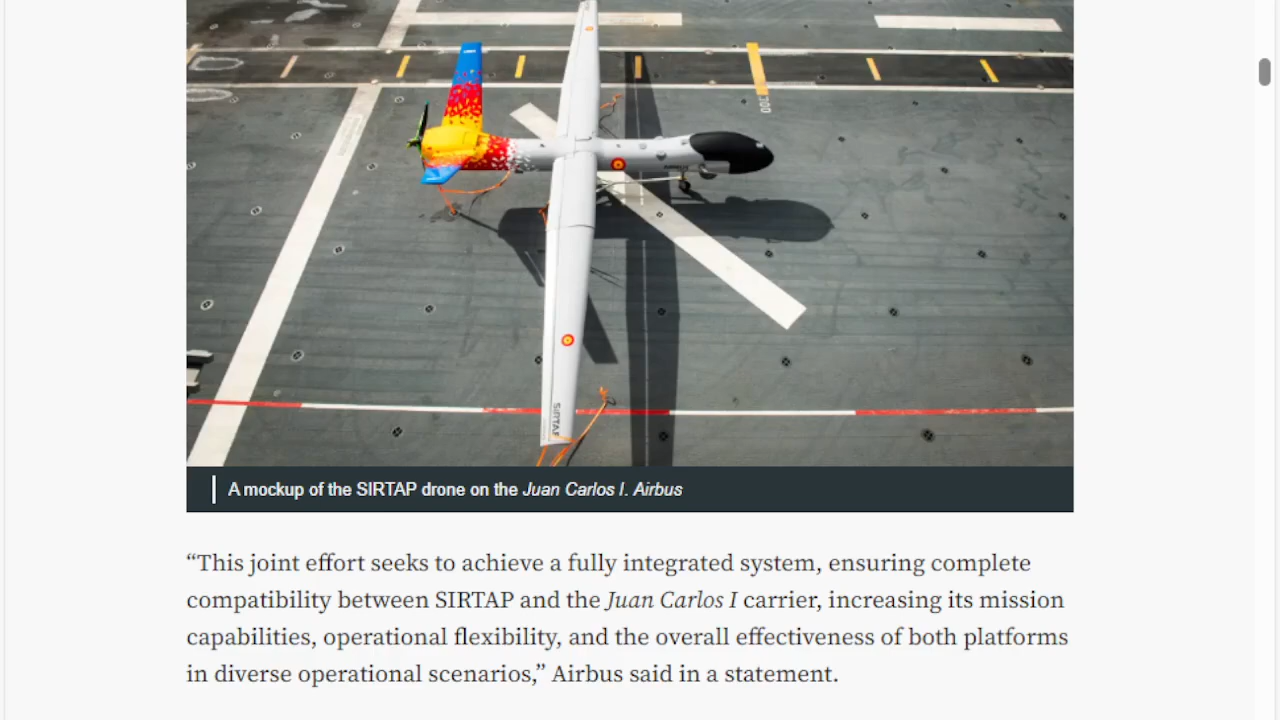 SIRTAP
A mockup of the SIRTAP drone on the Juan Carlos I. Airbus
“This joint effort seeks to achieve a fully integrated system, ensuring complete
compatibility between SIRTAP and the Juan Carlos I carrier, increasing its mission
capabilities, operational flexibility, and the overall effectiveness of both platforms
in diverse operational scenarios,” Airbus said in a statement.